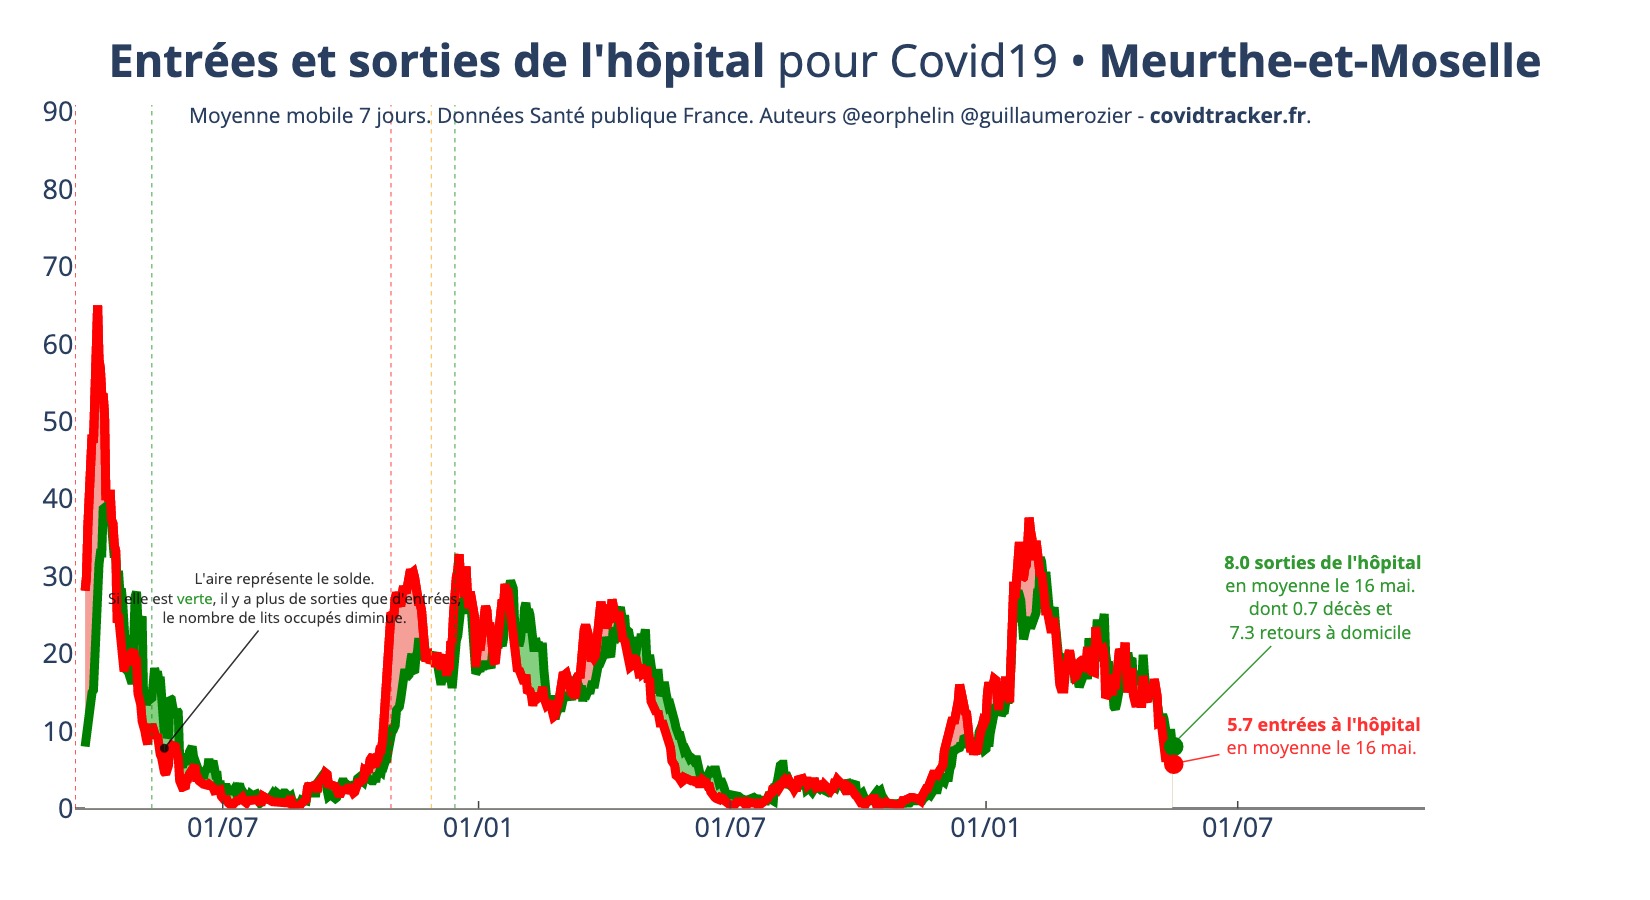 Entrées et sorties de l'hôpital pour Covid19 • Meurthe-et-Moselle
Moyenne mobile 7 jours. Données Santé publique France. Auteurs @eorphelin @guillaumerozier - covidtracker.fr.
90
80
70
60
50
40
30
20
10
0
L'aire représente le solde.
Si elle est verte, il y a plus de sorties que d'entrées,
le nombre de lits occupés diminue.
8.0 sorties de l'hôpital
en moyenne le 16 mai.
dont 0.7 décès et
7.3 retours à domicile
5.7 entrées à l'hôpital
en moyenne le 16 mai.
01/07
01/01
01/07
01/01
01/07